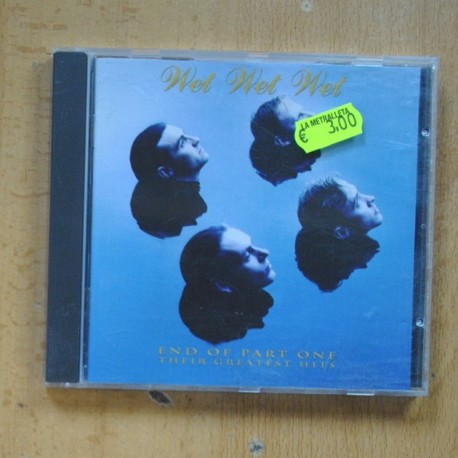 Wet Wet Wet
LA METRALLETA
€ 3,00
END OF PART ONE
THEIR GREATEST HITS